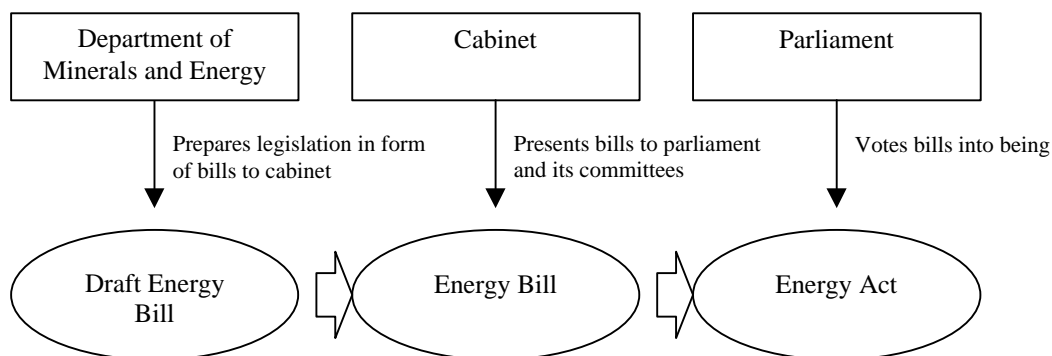 Department of
Minerals and Energy
Cabinet
Parliament
Prepares legislation in form
of bills to cabinet
Presents bills to parliament
and its committees
Votes bills into being
Draft Energy
Bill
Energy Bill
Energy Act